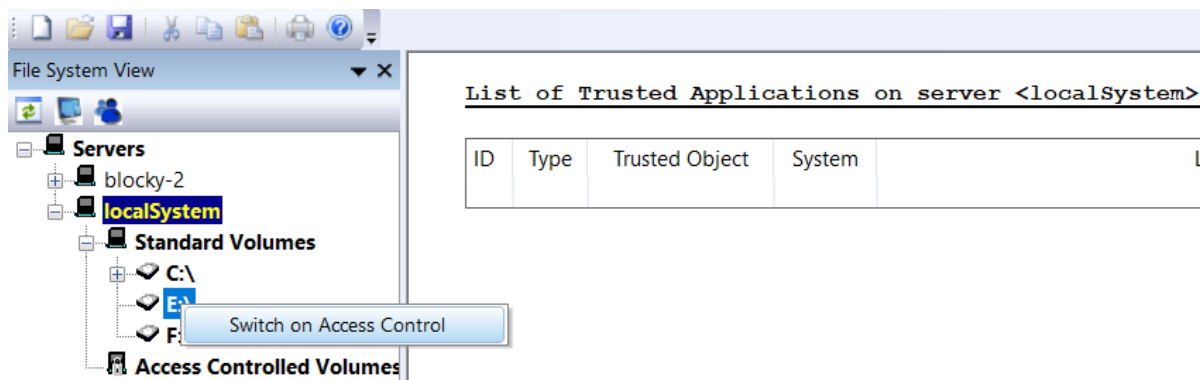 File System View
List of Trusted Applications on server <localSystem>
ID Type Trusted Object System
Servers
blocky-2
localSystem
Standard Volumes
C:\
E:\
Switch on Access Control
F:
Access Controlled Volumes